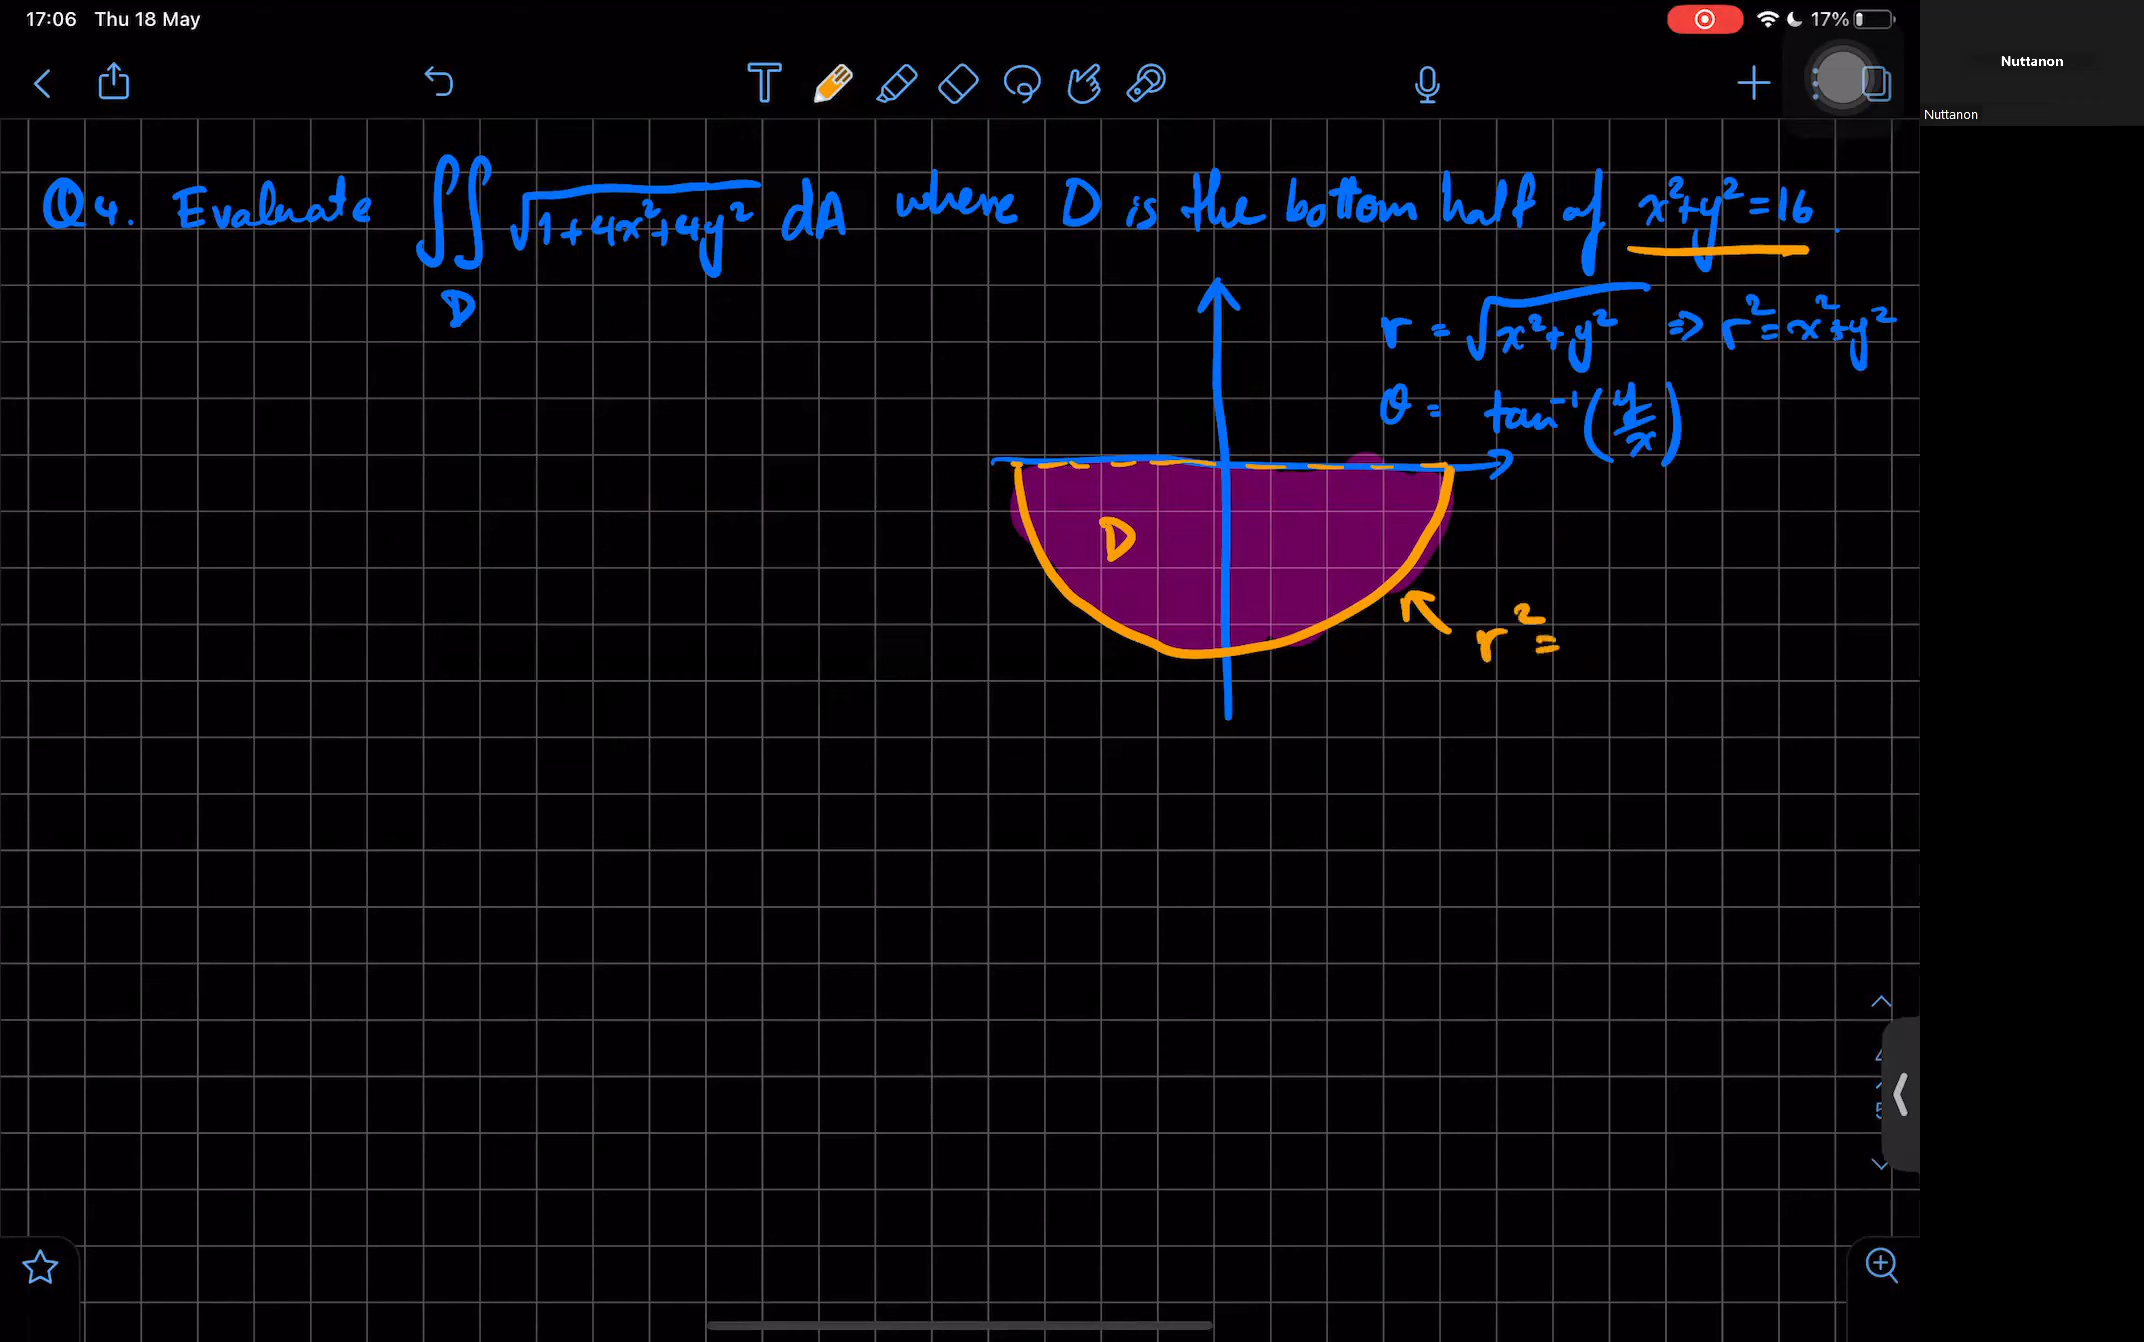 17:06 Thu 18 May
17%
Nuttanon
Nuttanon
T
Q4. Evaluate ∬ √(1+4x²+4y²) dA where D is the bottom half of x²+y²=16.
D
r = √(x²+y²) ⇒ r²=x²+y²
θ = tan⁻¹(y/x)
D
r²=